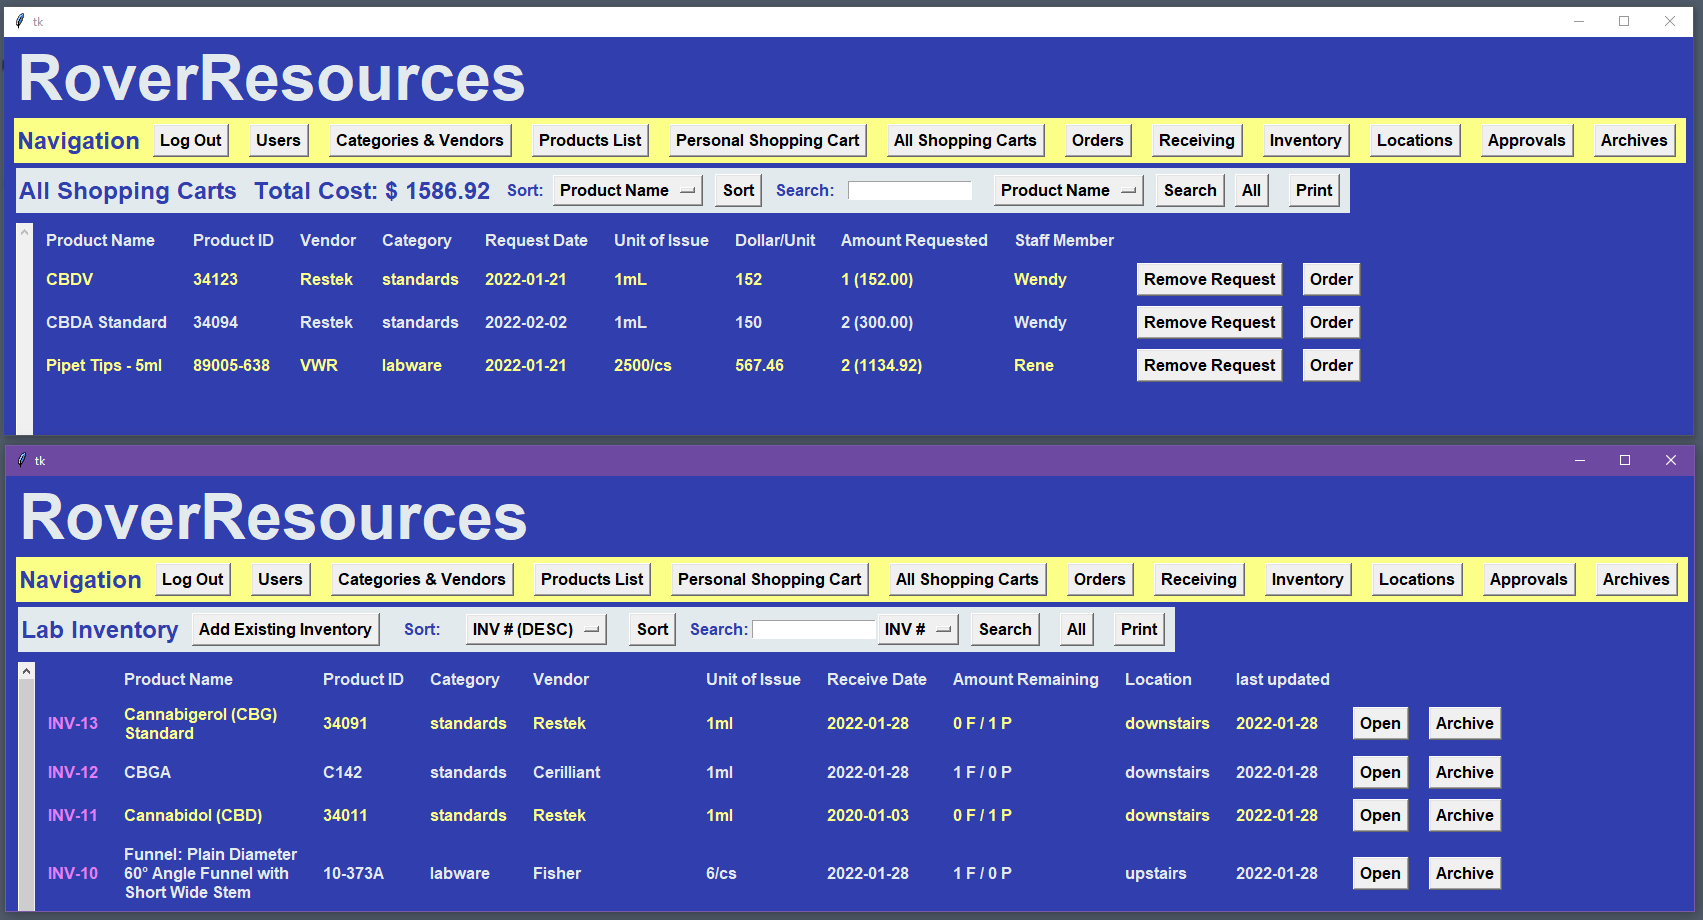 tk
RoverResources
Navigation Log Out Users Categories & Vendors Products List Personal Shopping Cart All Shopping Carts Orders Receiving Inventory Locations Approvals Archives
All Shopping Carts Total Cost: $ 1586.92 Sort: Product Name Sort Search: Product Name Search All Print
Product Name Product ID Vendor Category Request Date Unit of Issue Dollar/Unit Amount Requested Staff Member
CBDV 34123 Restek standards 2022-01-21 1mL 152 1 (152.00) Wendy Remove Request Order
CBDA Standard 34094 Restek standards 2022-02-02 1mL 150 2 (300.00) Wendy Remove Request Order
Pipet Tips - 5ml 89005-638 VWR labware 2022-01-21 2500/cs 567.46 2 (1134.92) Rene Remove Request Order
tk
RoverResources
Navigation Log Out Users Categories & Vendors Products List Personal Shopping Cart All Shopping Carts Orders Receiving Inventory Locations Approvals Archives
Lab Inventory Add Existing Inventory Sort: INV # (DESC) Sort Search: INV # Search All Print
Product Name Product ID Category Vendor Unit of Issue Receive Date Amount Remaining Location last updated
INV-13 Cannabigerol (CBG) Standard 34091 standards Restek 1ml 2022-01-28 0 F / 1 P downstairs 2022-01-28 Open Archive
INV-12 CBGA C142 standards Cerilliant 1ml 2022-01-28 1 F / 0 P downstairs 2022-01-28 Open Archive
INV-11 Cannabidol (CBD) 34011 standards Restek 1ml 2020-01-03 0 F / 1 P downstairs 2022-01-28 Open Archive
INV-10 Funnel: Plain Diameter 60° Angle Funnel with Short Wide Stem 10-373A labware Fisher 6/cs 2022-01-28 1 F / 0 P upstairs 2022-01-28 Open Archive